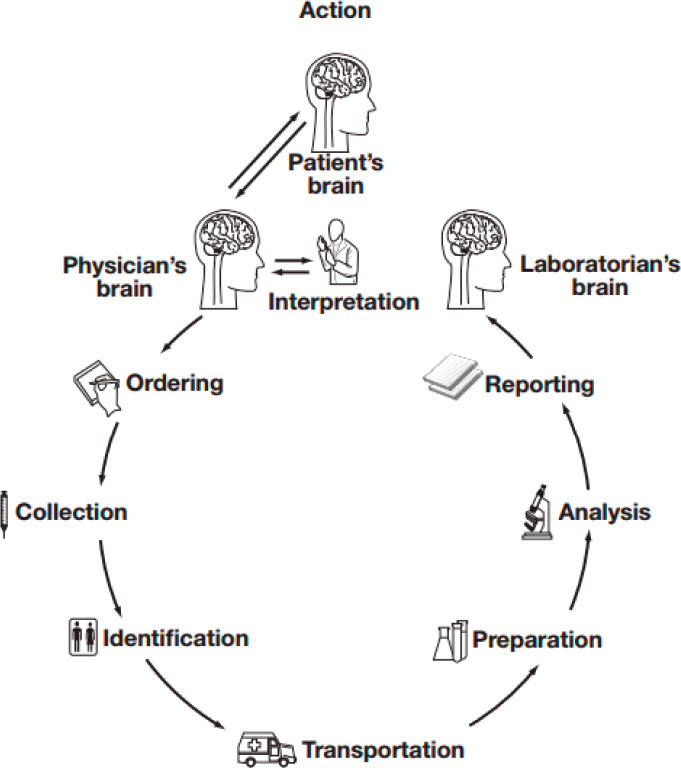 Action
Patient's
brain
Physician's
brain
Interpretation
Laboratorian's
brain
Ordering
Reporting
Collection
Analysis
Identification
Preparation
Transportation